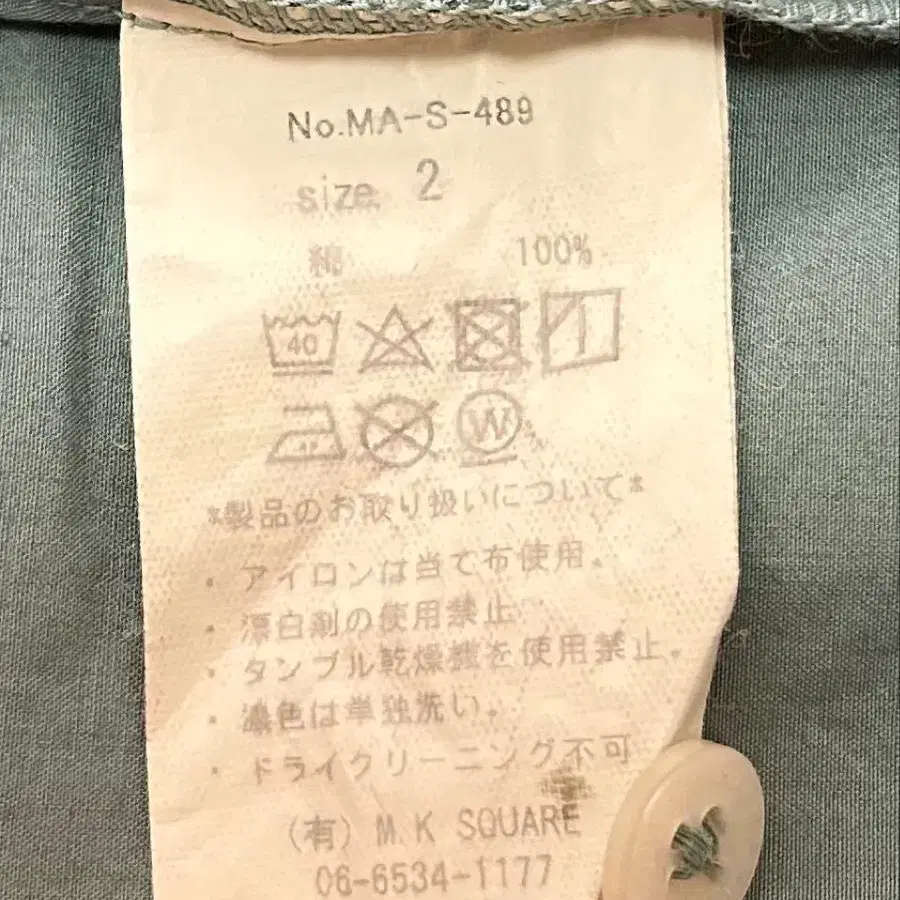 No.MA-S-489
size. 2
綿 100%
40
W
*製品のお取り扱いについて*
・アイロンは当て布使用。
・漂白剤の使用禁止
・タンブル乾燥機を使用禁止。
・濃色は単独洗い。
・ドライクリーニング不可
(有) M.K SQUARE
06-6534-1177